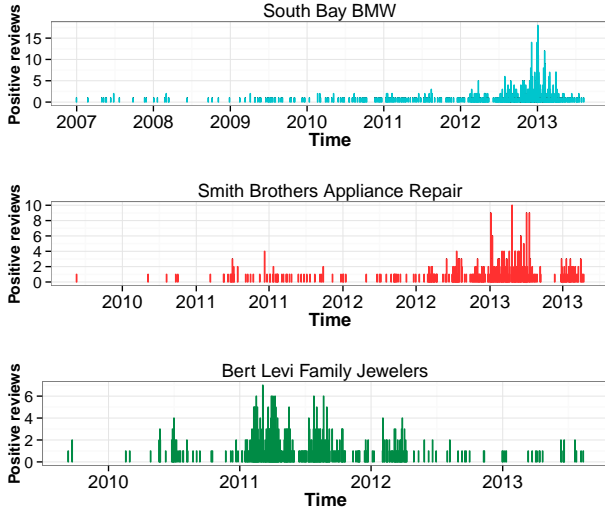 South Bay BMW
Positive reviews
15
10
5
0
2007 2008 2009 2010 2011 2012 2013
Time
Smith Brothers Appliance Repair
Positive reviews
10
8
6
4
2
0
2010 2011 2011 2012 2012 2013 2013
Time
Bert Levi Family Jewelers
Positive reviews
6
4
2
0
2010 2011 2012 2013
Time